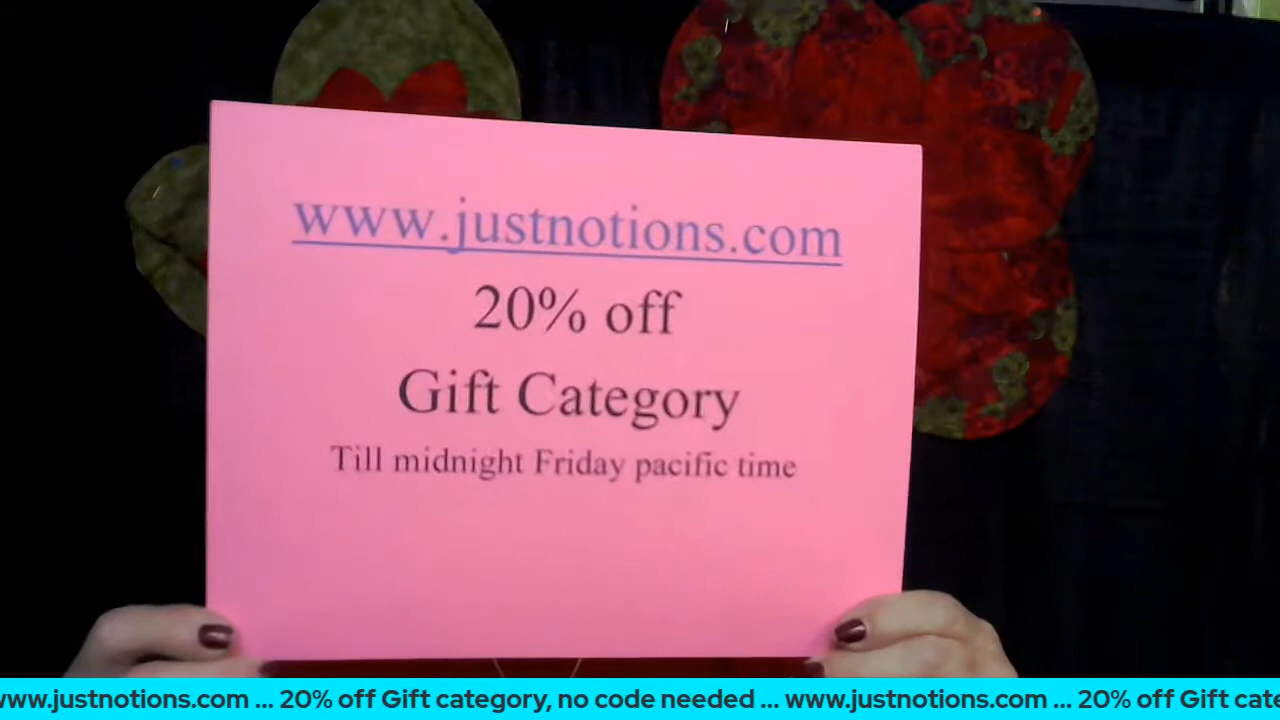 www.justnotions.com
20% off
Gift Category
Till midnight Friday pacific time
www.justnotions.com ... 20% off Gift category, no code needed ... www.justnotions.com ... 20% off Gift